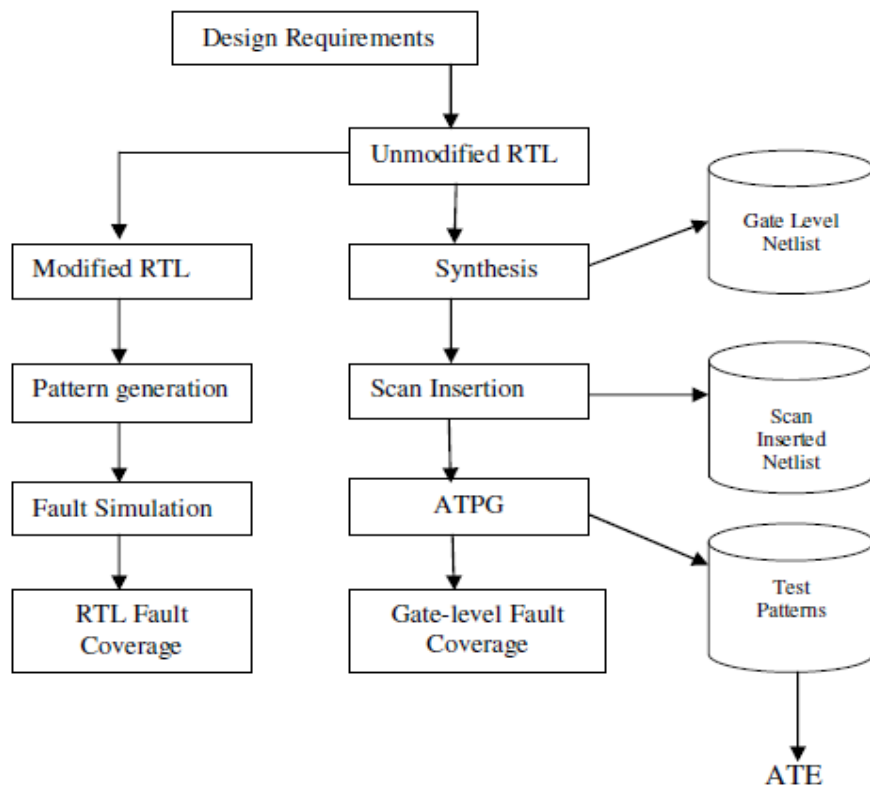 Design Requirements
Unmodified RTL
Gate Level
Netlist
Modified RTL
Synthesis
Pattern generation
Scan Insertion
Scan
Inserted
Netlist
Fault Simulation
ATPG
Test
Patterns
RTL Fault
Coverage
Gate-level Fault
Coverage
ATE